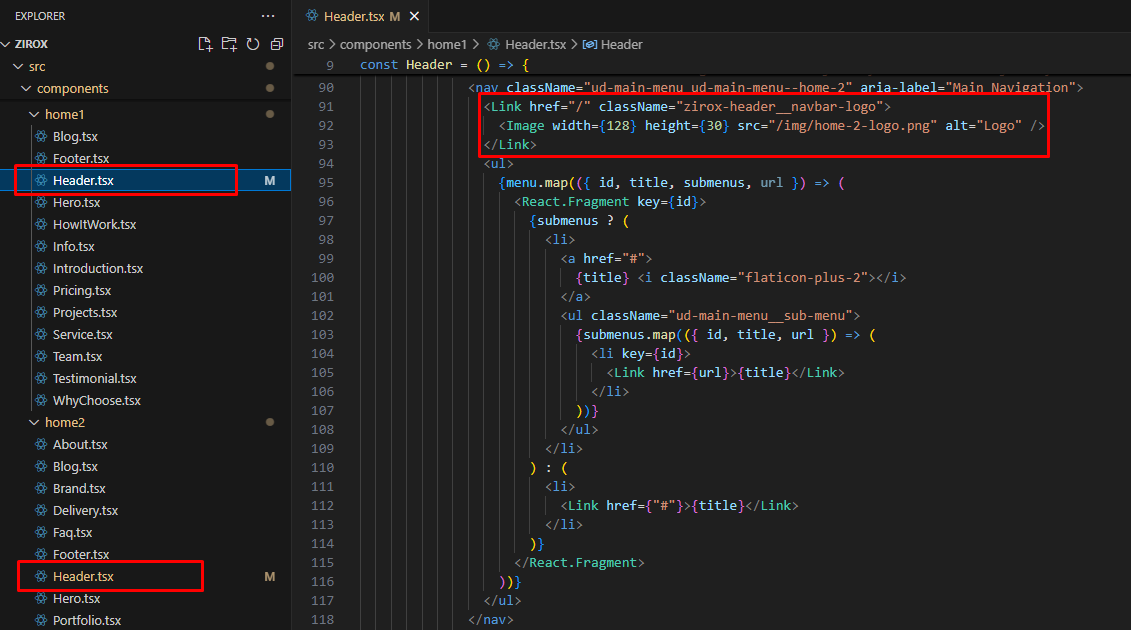 EXPLORER ···
ZIROX
src
components
home1
Blog.tsx
Footer.tsx
Header.tsx M
Hero.tsx
HowItWork.tsx
Info.tsx
Introduction.tsx
Pricing.tsx
Projects.tsx
Service.tsx
Team.tsx
Testimonial.tsx
WhyChoose.tsx
home2
About.tsx
Blog.tsx
Brand.tsx
Delivery.tsx
Faq.tsx
Footer.tsx
Header.tsx M
Hero.tsx
Portfolio.tsx
Header.tsx M
src > components > home1 > Header.tsx > Header
9 const Header = () => {
90 <nav className="ud-main-menu ud-main-menu--home-2" aria-label="Main Navigation">
91 <Link href="/" className="zirox-header__navbar-logo">
92 <Image width={128} height={30} src="/img/home-2-logo.png" alt="Logo" />
93 </Link>
94 <ul>
95 {menu.map(({ id, title, submenus, url }) => (
96 <React.Fragment key={id}>
97 {submenus ? (
98 <li>
99 <a href="#">
100 {title} <i className="flaticon-plus-2"></i>
101 </a>
102 <ul className="ud-main-menu__sub-menu">
103 {submenus.map(({ id, title, url }) => (
104 <li key={id}>
105 <Link href={url}>{title}</Link>
106 </li>
107 ))}
108 </ul>
109 </li>
110 ) : (
111 <li>
112 <Link href={"#"}>{title}</Link>
113 </li>
114 )}
115 </React.Fragment>
116 ))}
117 </ul>
118 </nav>